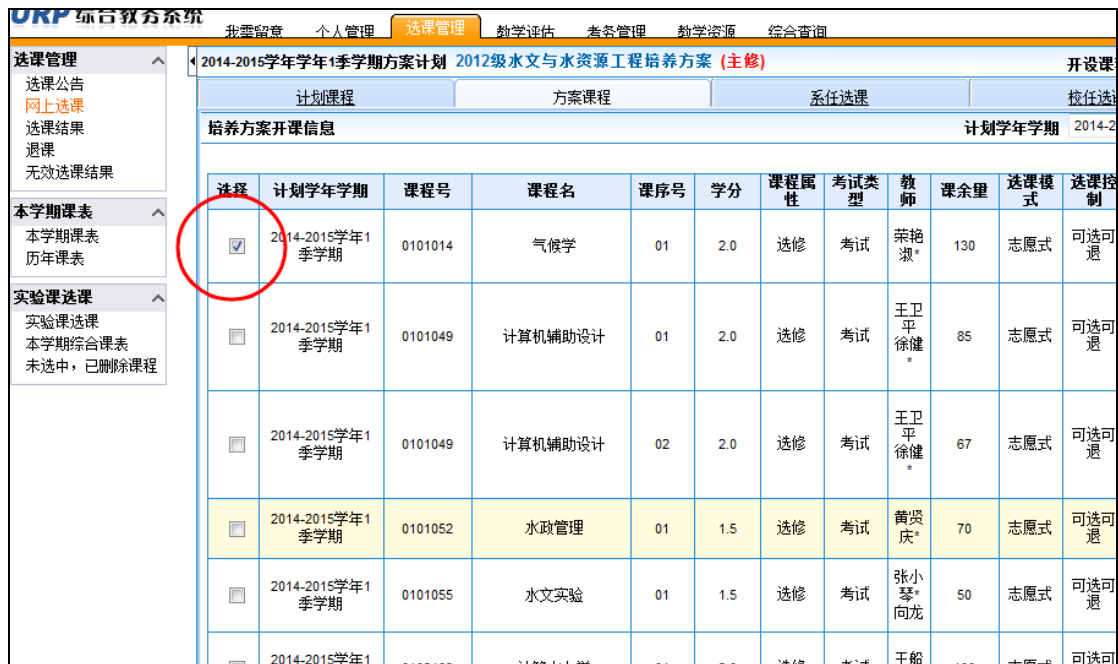 URP 综合教务系统
我需留意 个人管理 选课管理 教学评估 考务管理 教学资源 综合查询
选课管理
选课公告
网上选课
选课结果
退课
无效选课结果
本学期课表
本学期课表
历年课表
实验课选课
实验课选课
本学期综合课表
未选中，已删除课程
2014-2015学年学年1季学期方案计划 2012级水文与水资源工程培养方案 (主修) 开设课
计划课程 方案课程 系任选课 校任选
培养方案开课信息 计划学年学期 2014-2
选择 计划学年学期 课程号 课程名 课序号 学分 课程属性 考试类型 教师 课余量 选课模式 选课控制
2014-2015学年1季学期 0101014 气候学 01 2.0 选修 考试 荣艳淑* 130 志愿式 可选可退
2014-2015学年1季学期 0101049 计算机辅助设计 01 2.0 选修 考试 王卫平 徐健* 85 志愿式 可选可退
2014-2015学年1季学期 0101049 计算机辅助设计 02 2.0 选修 考试 王卫平 徐健* 67 志愿式 可选可退
2014-2015学年1季学期 0101052 水政管理 01 1.5 选修 考试 黄贤庆* 70 志愿式 可选可退
2014-2015学年1季学期 0101055 水文实验 01 1.5 选修 考试 张小琴* 向龙 50 志愿式 可选可退
2014-2015学年1 王船 可选可